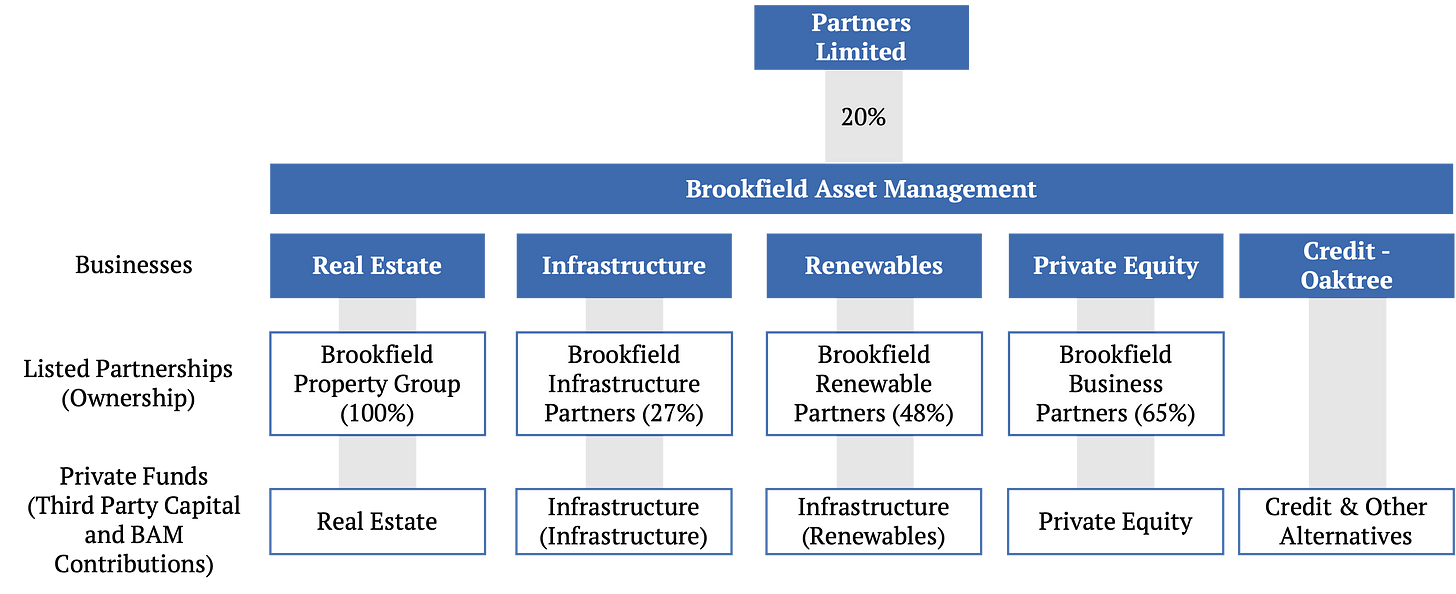 Partners
Limited
20%
Brookfield Asset Management
Businesses
Real Estate
Infrastructure
Renewables
Private Equity
Credit -
Oaktree
Listed Partnerships
(Ownership)
Brookfield
Property Group
(100%)
Brookfield
Infrastructure
Partners (27%)
Brookfield
Renewable
Partners (48%)
Brookfield
Business
Partners (65%)
Private Funds
(Third Party Capital
and BAM
Contributions)
Real Estate
Infrastructure
(Infrastructure)
Infrastructure
(Renewables)
Private Equity
Credit & Other
Alternatives